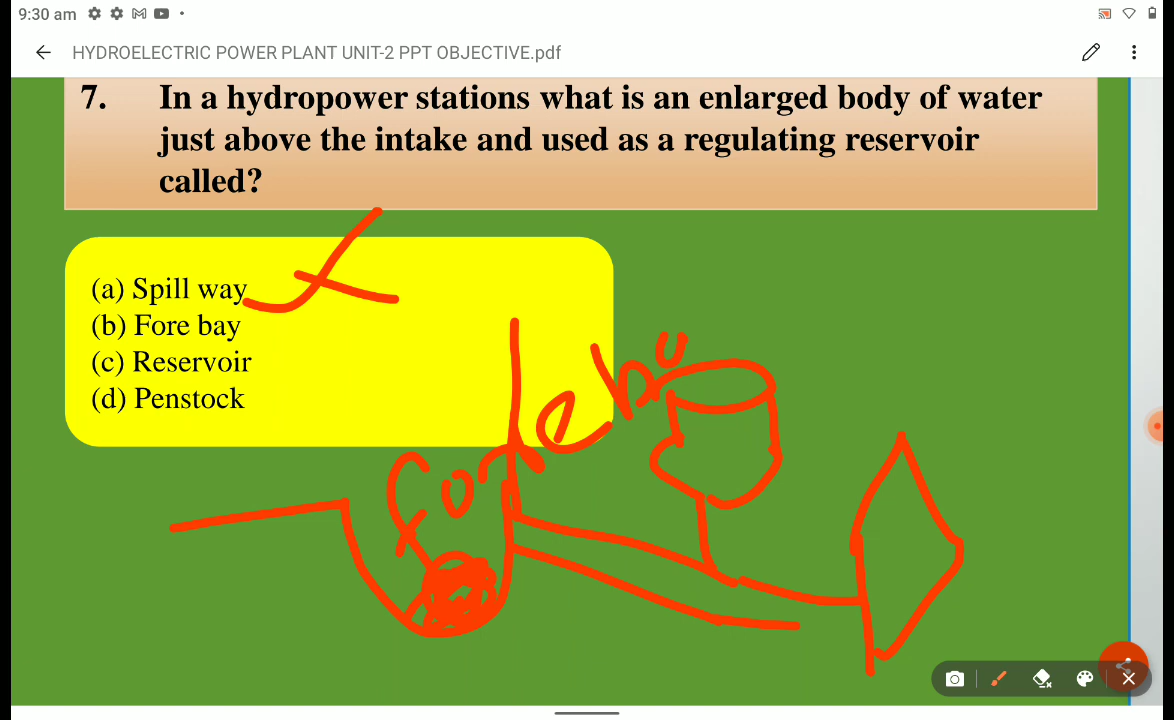 9:30 am
HYDROELECTRIC POWER PLANT UNIT-2 PPT OBJECTIVE.pdf
7. In a hydropower stations what is an enlarged body of water
just above the intake and used as a regulating reservoir
called?
(a) Spill way
(b) Fore bay
(c) Reservoir
(d) Penstock